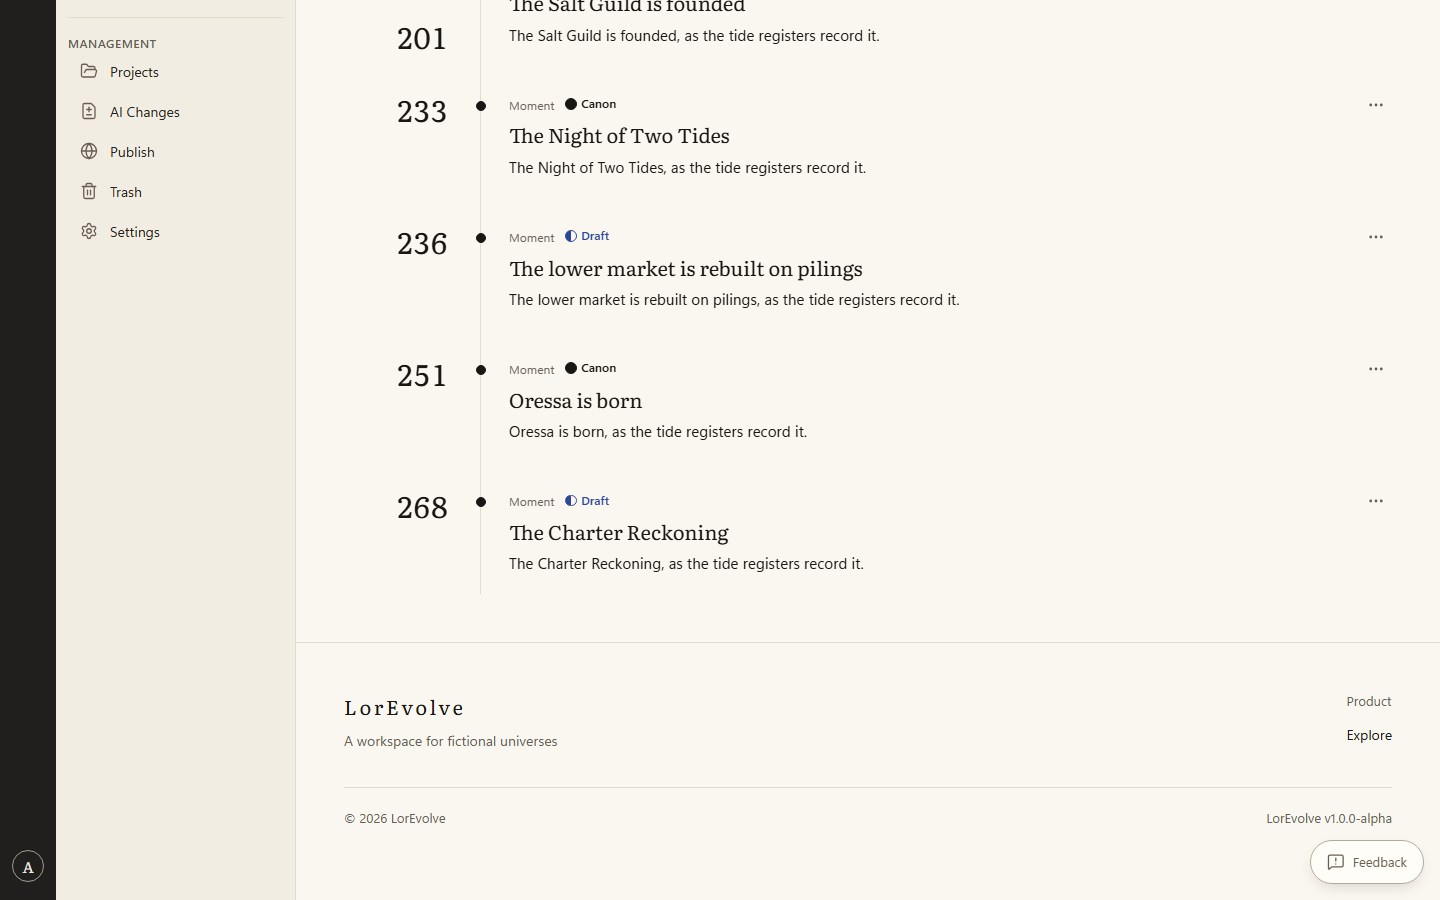 MANAGEMENT
Projects
AI Changes
Publish
Trash
Settings
The Salt Guild is founded
201
The Salt Guild is founded, as the tide registers record it.
233
Moment Canon
The Night of Two Tides
The Night of Two Tides, as the tide registers record it.
236
Moment Draft
The lower market is rebuilt on pilings
The lower market is rebuilt on pilings, as the tide registers record it.
251
Moment Canon
Oressa is born
Oressa is born, as the tide registers record it.
268
Moment Draft
The Charter Reckoning
The Charter Reckoning, as the tide registers record it.
LorEvolve
A workspace for fictional universes
Product
Explore
© 2026 LorEvolve
LorEvolve v1.0.0-alpha
A
Feedback